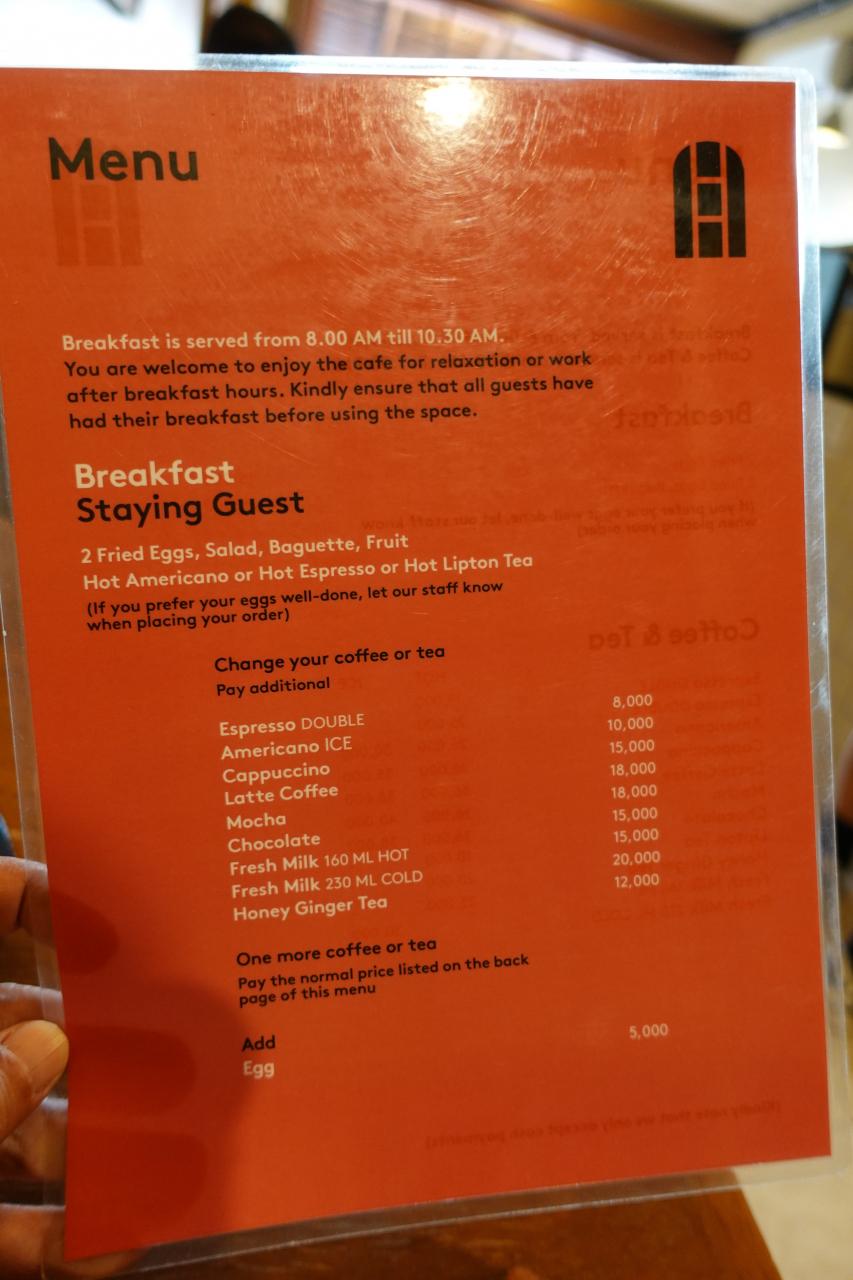 Menu
Breakfast is served from 8.00 AM till 10.30 AM.
You are welcome to enjoy the cafe for relaxation or work
after breakfast hours. Kindly ensure that all guests have
had their breakfast before using the space.
Breakfast
Staying Guest
2 Fried Eggs, Salad, Baguette, Fruit
Hot Americano or Hot Espresso or Hot Lipton Tea
(If you prefer your eggs well-done, let our staff know
when placing your order)
Change your coffee or tea
Pay additional
Espresso DOUBLE 8,000
Americano ICE 10,000
Cappuccino 15,000
Latte Coffee 18,000
Mocha 18,000
Chocolate 15,000
Fresh Milk 160 ML HOT 15,000
Fresh Milk 230 ML COLD 20,000
Honey Ginger Tea 12,000
One more coffee or tea
Pay the normal price listed on the back
page of this menu
Add
Egg 5,000